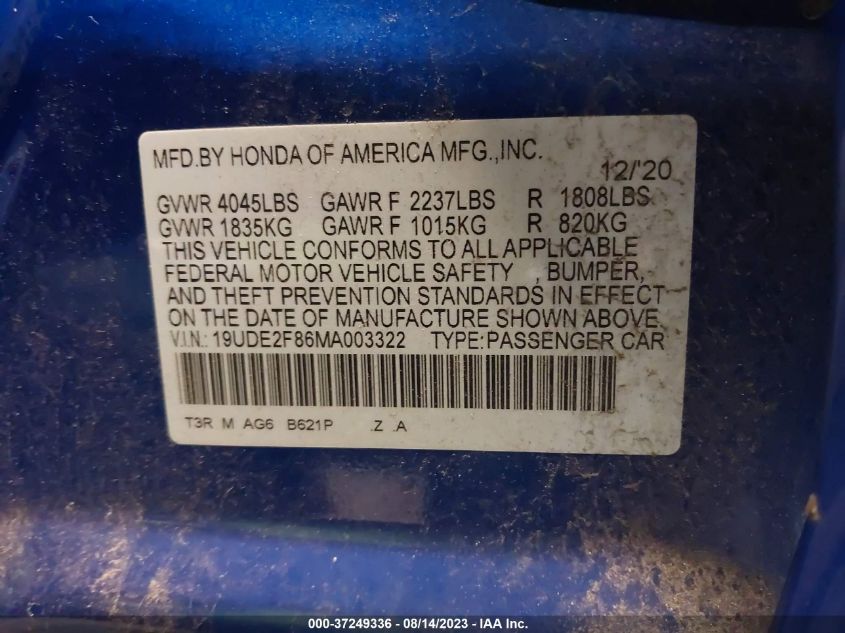 MFD.BY HONDA OF AMERICA MFG.,INC.
12/'20
GVWR 4045LBS GAWR F 2237LBS R 1808LBS
GVWR 1835KG GAWR F 1015KG R 820KG
THIS VEHICLE CONFORMS TO ALL APPLICABLE
FEDERAL MOTOR VEHICLE SAFETY , BUMPER,
AND THEFT PREVENTION STANDARDS IN EFFECT
ON THE DATE OF MANUFACTURE SHOWN ABOVE.
V.I.N.: 19UDE2F86MA003322 TYPE:PASSENGER CAR
T3R M AG6 B621P .Z .A
000-37249336 - 08/14/2023 - IAA Inc.